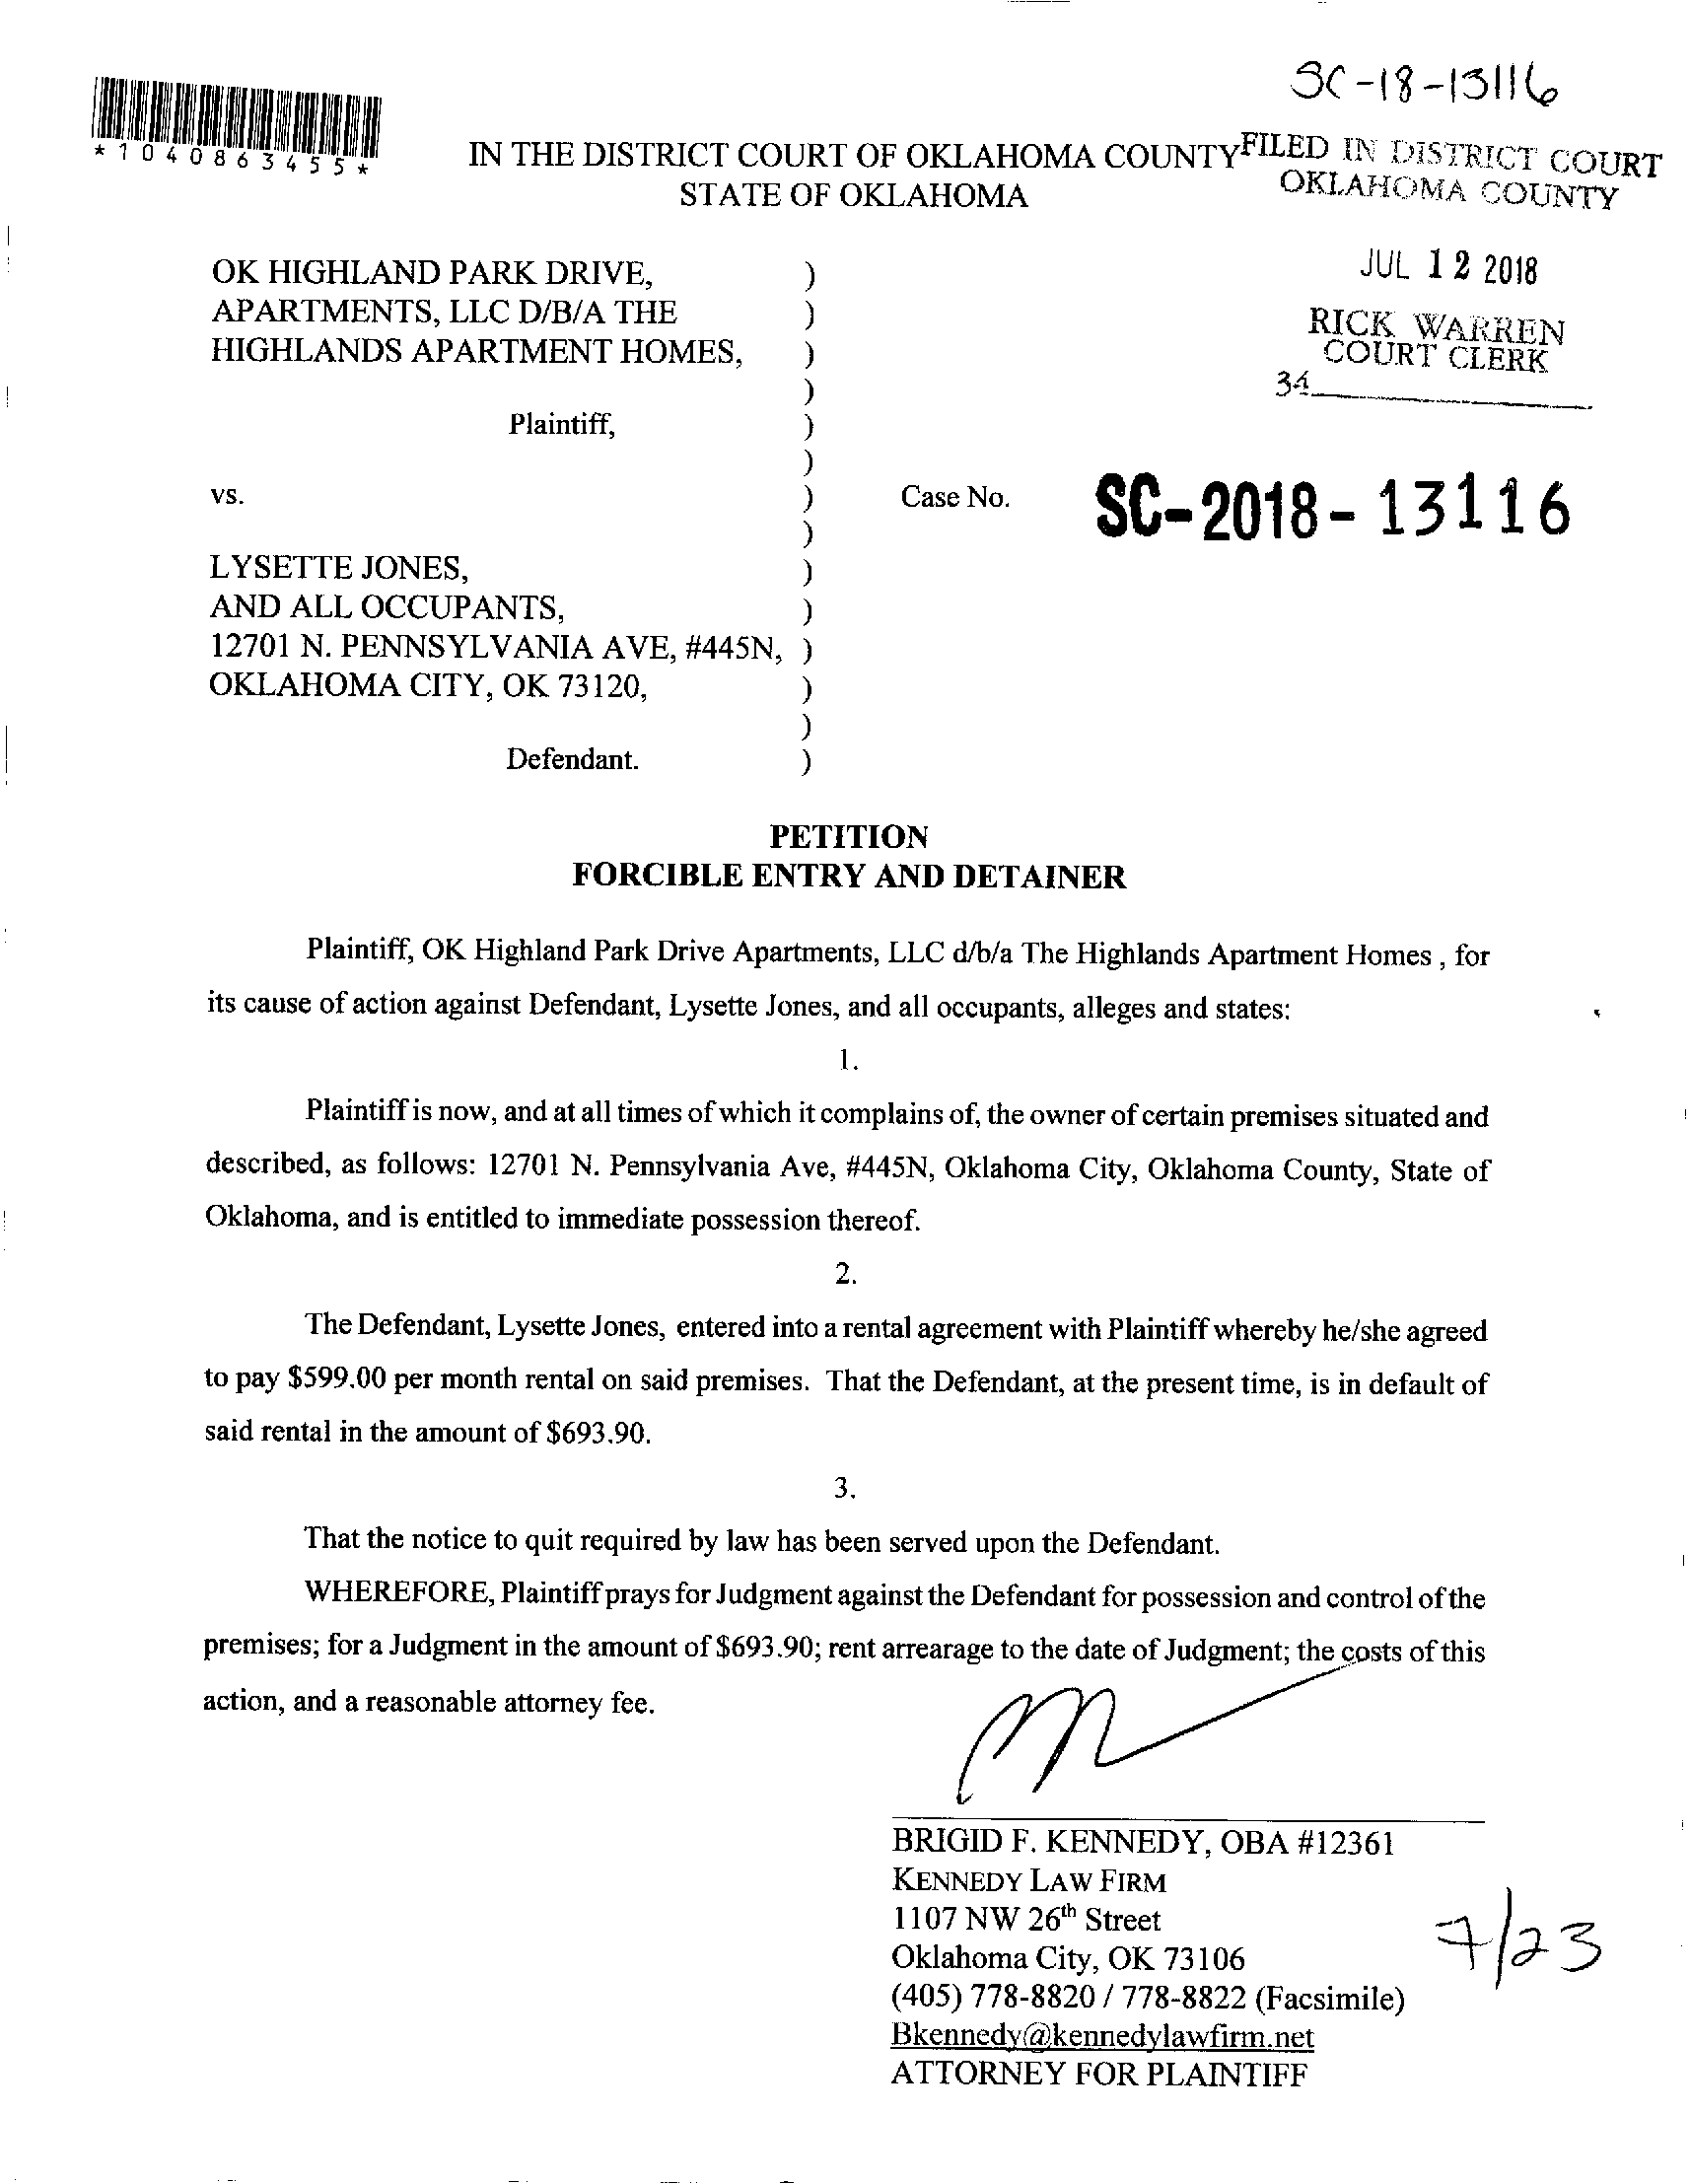 SC-18-13116
*1040863455*
IN THE DISTRICT COURT OF OKLAHOMA COUNTY
STATE OF OKLAHOMA
FILED IN DISTRICT COURT
OKLAHOMA COUNTY
JUL 12 2018
RICK WARREN
COURT CLERK
34
OK HIGHLAND PARK DRIVE, )
APARTMENTS, LLC D/B/A THE )
HIGHLANDS APARTMENT HOMES, )
)
Plaintiff, )
)
vs. ) Case No. SC-2018-13116
)
LYSETTE JONES, )
AND ALL OCCUPANTS, )
12701 N. PENNSYLVANIA AVE, #445N, )
OKLAHOMA CITY, OK 73120, )
)
Defendant. )
PETITION
FORCIBLE ENTRY AND DETAINER
Plaintiff, OK Highland Park Drive Apartments, LLC d/b/a The Highlands Apartment Homes , for
its cause of action against Defendant, Lysette Jones, and all occupants, alleges and states:
1.
Plaintiff is now, and at all times of which it complains of, the owner of certain premises situated and
described, as follows: 12701 N. Pennsylvania Ave, #445N, Oklahoma City, Oklahoma County, State of
Oklahoma, and is entitled to immediate possession thereof.
2.
The Defendant, Lysette Jones, entered into a rental agreement with Plaintiff whereby he/she agreed
to pay $599.00 per month rental on said premises. That the Defendant, at the present time, is in default of
said rental in the amount of $693.90.
3.
That the notice to quit required by law has been served upon the Defendant.
WHEREFORE, Plaintiff prays for Judgment against the Defendant for possession and control of the
premises; for a Judgment in the amount of $693.90; rent arrearage to the date of Judgment; the costs of this
action, and a reasonable attorney fee.
BRIGID F. KENNEDY, OBA #12361
KENNEDY LAW FIRM
1107 NW 26th Street
Oklahoma City, OK 73106
(405) 778-8820 / 778-8822 (Facsimile)
Bkennedy@kennedylawfirm.net
ATTORNEY FOR PLAINTIFF
7/23